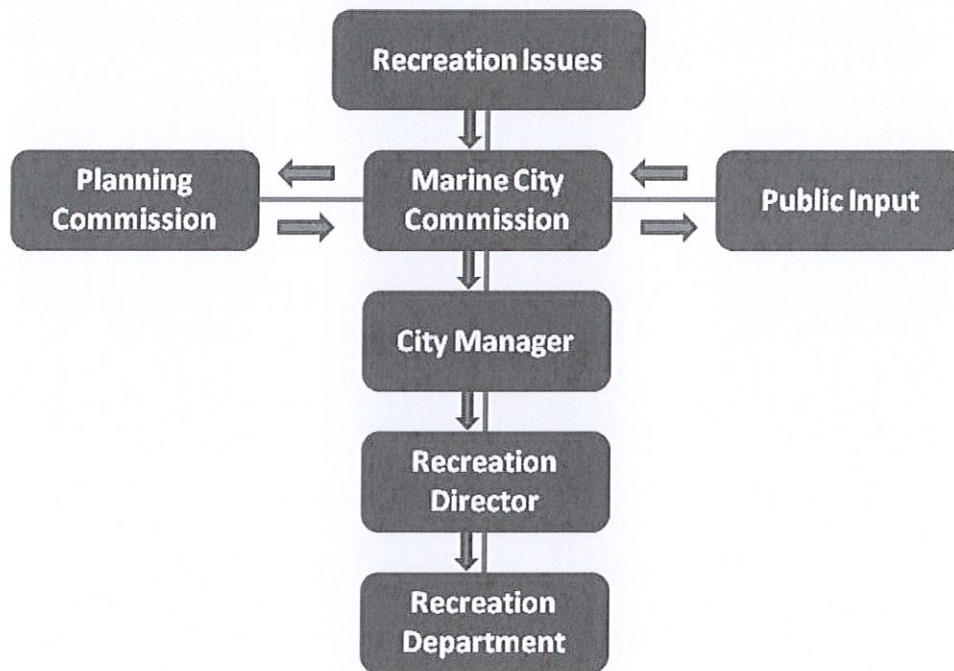 Recreation Issues
Planning
Commission
Marine City
Commission
Public Input
City Manager
Recreation
Director
Recreation
Department